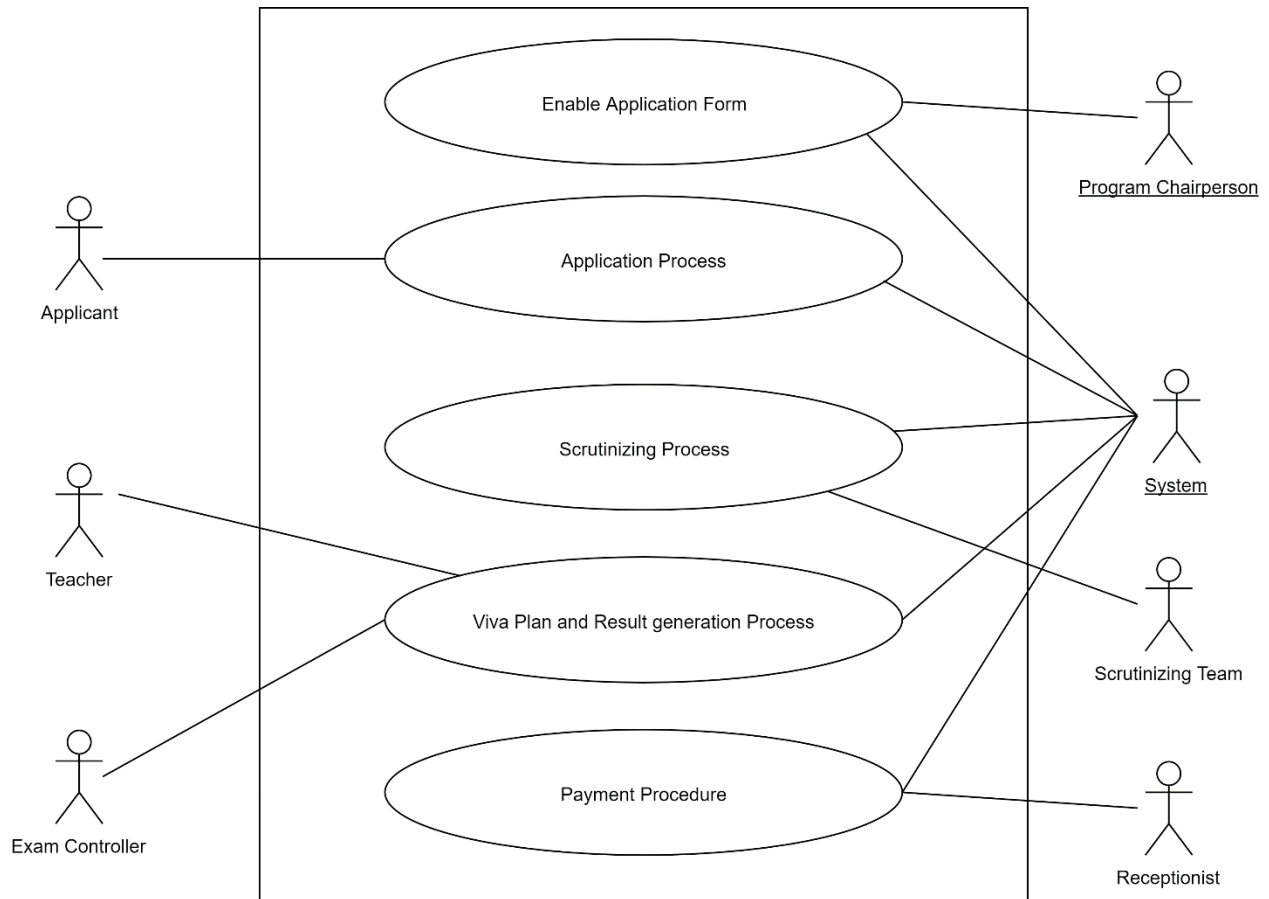 Enable Application Form
Program Chairperson
Application Process
Applicant
Scrutinizing Process
System
Teacher
Viva Plan and Result generation Process
Scrutinizing Team
Payment Procedure
Exam Controller
Receptionist